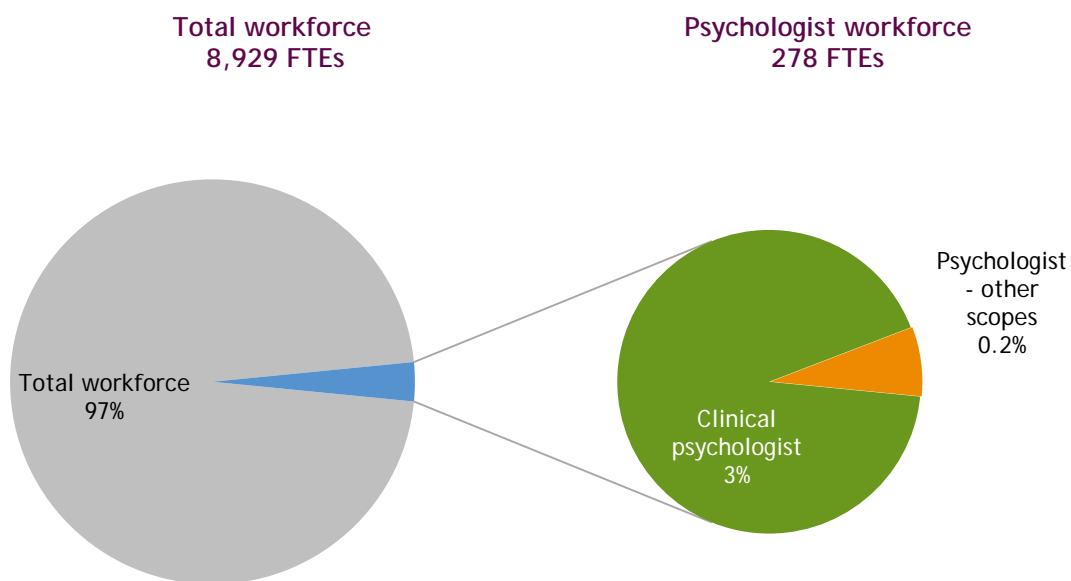 Total workforce
8,929 FTEs
Psychologist workforce
278 FTEs
Total workforce
97%
Clinical
psychologist
3%
Psychologist
- other
scopes
0.2%